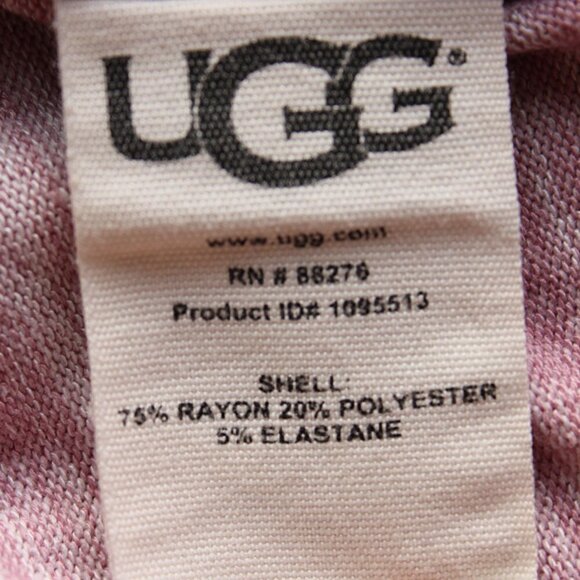 UGG®
www.ugg.com
RN # 88276
Product ID# 1095513
SHELL:
75% RAYON 20% POLYESTER
5% ELASTANE